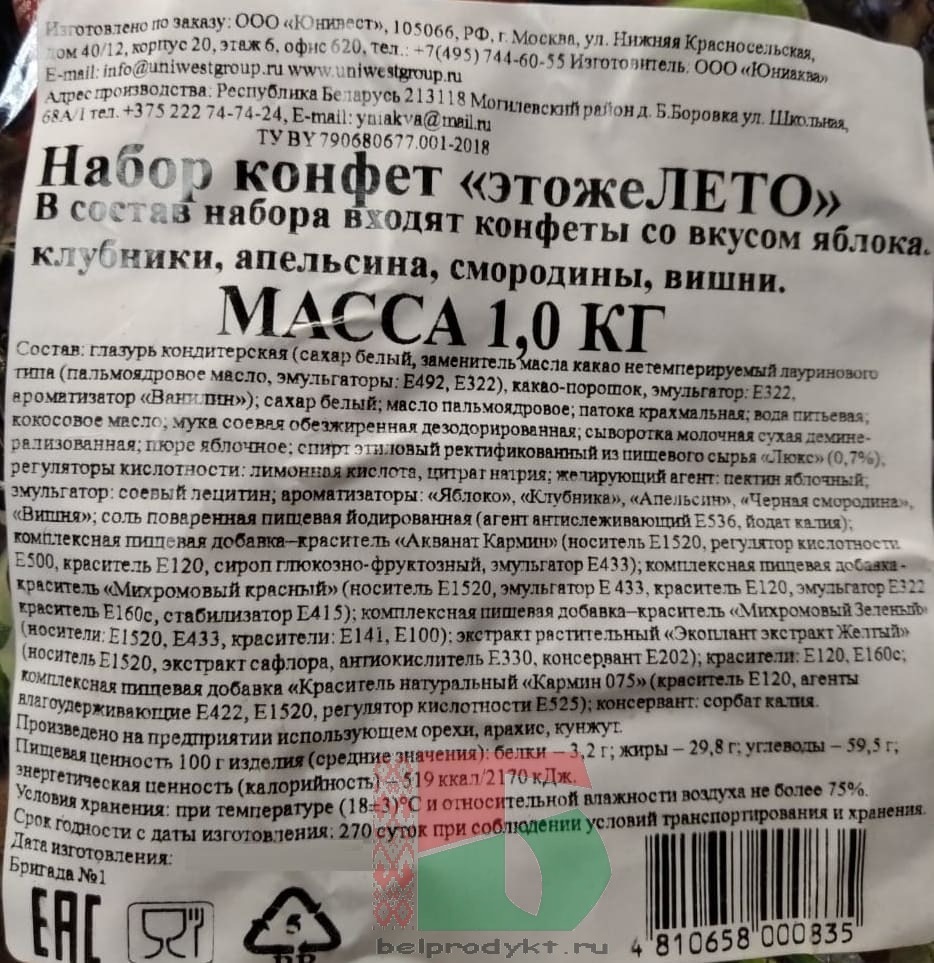 Изготовлено по заказу: ООО «Юнивест», 105066, РФ, г. Москва, ул. Нижняя Красносельская,
дом 40/12, корпус 20, этаж 6, офис 620, тел.: +7(495) 744-60-55 Изготовитель: ООО «Юниаква»
E-mail: info@uniwestgroup.ru www.uniwestgroup.ru
Адрес производства: Республика Беларусь 213118 Могилевский район д. Б.Боровка ул. Школьная,
68А/1 тел. +375 222 74-74-24, E-mail: yniakva@mail.ru
ТУ BY 790680677.001-2018
Набор конфет «этожеЛЕТО»
В состав набора входят конфеты со вкусом яблока.
клубники, апельсина, смородины, вишни.
МАССА 1,0 КГ
Состав: глазурь кондитерская (сахар белый, заменитель масла какао нетемперируемый лауринового
типа (пальмоядровое масло, эмульгаторы: Е492, Е322), какао-порошок, эмульгатор: Е322,
ароматизатор «Ванилин»); сахар белый; масло пальмоядровое; патока крахмальная; вода питьевая;
кокосовое масло; мука соевая обезжиренная дезодорированная; сыворотка молочная сухая демине-
рализованная; пюре яблочное; спирт этиловый ректификованный из пищевого сырья «Люкс» (0,7%),
регуляторы кислотности: лимонная кислота, цитрат натрия; желирующий агент: пектин яблочный;
эмульгатор: соевый лецитин; ароматизаторы: «Яблоко», «Клубника», «Апельсин», «Черная смородина»,
«Вишня»; соль поваренная пищевая йодированная (агент антислеживающий Е536, йодат калия);
комплексная пищевая добавка–краситель «Акванат Кармин» (носитель Е1520, регулятор кислотности
Е500, краситель Е120, сироп глюкозно-фруктозный, эмульгатор Е433); комплексная пищевая добавка-
краситель «Михромовый красный» (носитель Е1520, эмульгатор Е 433, краситель Е120, эмульгатор Е322
краситель Е160с, стабилизатор Е415); комплексная пищевая добавка–краситель «Михромовый Зеленый»
(носители: Е1520, Е433, красители: Е141, Е100); экстракт растительный «Экоплант экстракт Желтый»
(носитель Е1520, экстракт сафлора, антиокислитель Е330, консервант Е202); красители: Е120, Е160с;
комплексная пищевая добавка «Краситель натуральный «Кармин 075» (краситель Е120, агенты
влагоудерживающие Е422, Е1520, регулятор кислотности Е525); консервант: сорбат калия.
Произведено на предприятии использующем орехи, арахис, кунжут.
Пищевая ценность 100 г изделия (средние значения): белки – 3,2 г; жиры – 29,8 г; углеводы – 59,5 г;
энергетическая ценность (калорийность) – 519 ккал/2170 кДж.
Условия хранения: при температуре (18±3)°С и относительной влажности воздуха не более 75%.
Срок годности с даты изготовления: 270 суток при соблюдении условий транспортирования и хранения.
Дата изготовления:
Бригада №1
EAC
5
PP
belprodykt.ru
4 810658 000835